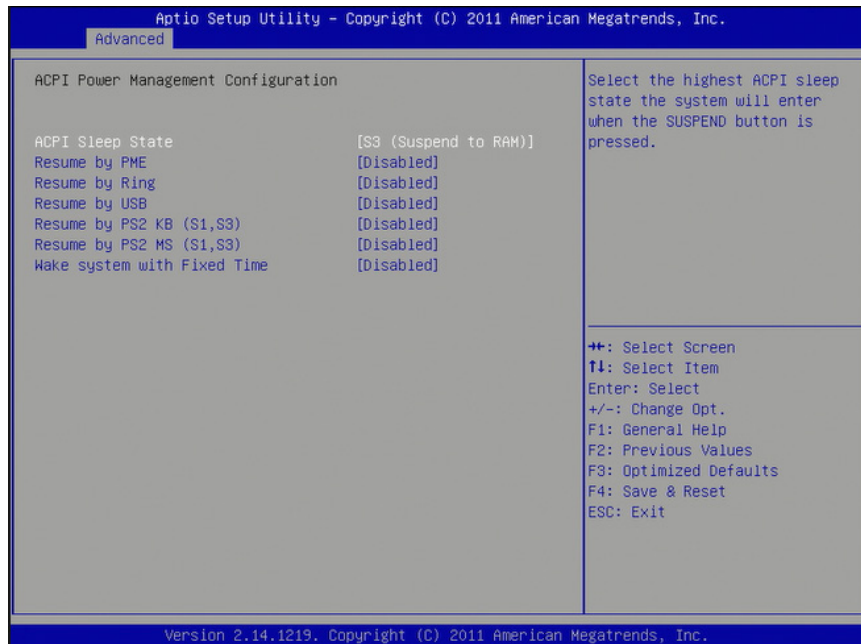 Aptio Setup Utility – Copyright (C) 2011 American Megatrends, Inc.
Advanced
ACPI Power Management Configuration
ACPI Sleep State [S3 (Suspend to RAM)]
Resume by PME [Disabled]
Resume by Ring [Disabled]
Resume by USB [Disabled]
Resume by PS2 KB (S1,S3) [Disabled]
Resume by PS2 MS (S1,S3) [Disabled]
Wake system with Fixed Time [Disabled]
Select the highest ACPI sleep
state the system will enter
when the SUSPEND button is
pressed.
→←: Select Screen
↑↓: Select Item
Enter: Select
+/-: Change Opt.
F1: General Help
F2: Previous Values
F3: Optimized Defaults
F4: Save & Reset
ESC: Exit
Version 2.14.1219. Copyright (C) 2011 American Megatrends, Inc.